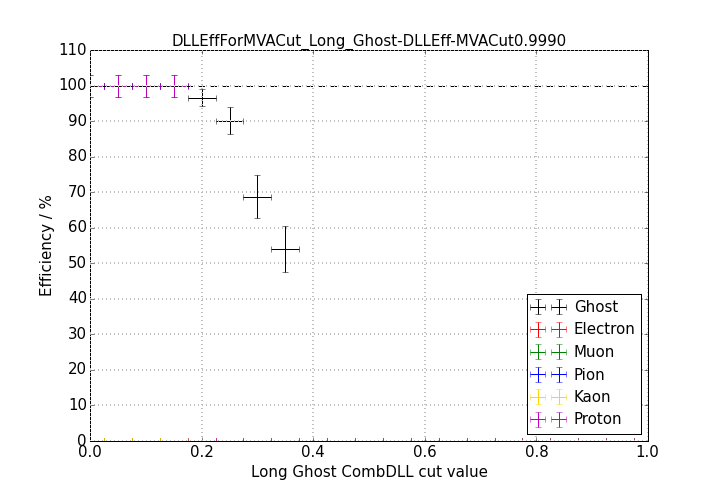 DLLEffForMVACut_Long_Ghost-DLLEff-MVACut0.9990
110
100
90
80
70
60
50
40
30
20
10
0
Efficiency / %
0.0 0.2 0.4 0.6 0.8 1.0
Long Ghost CombDLL cut value
Ghost
Electron
Muon
Pion
Kaon
Proton